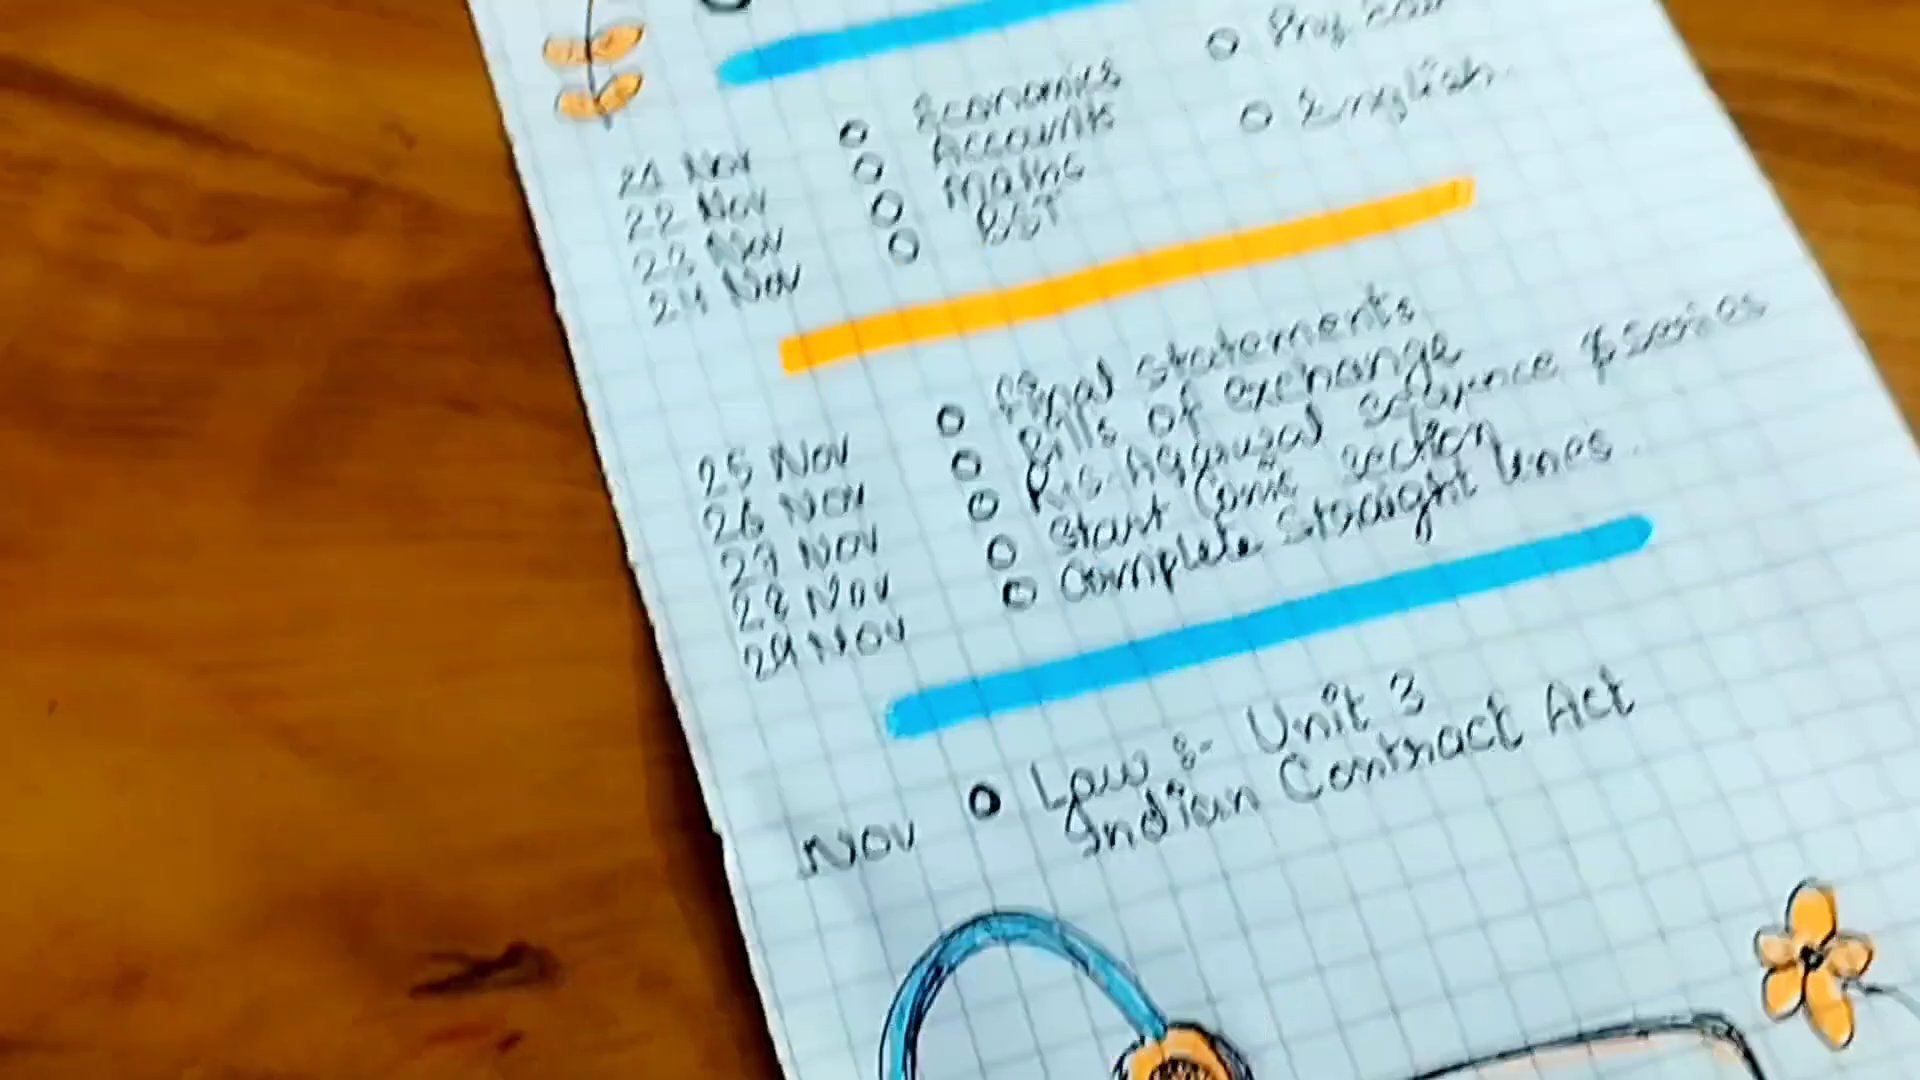 English
21 Nov Economics
22 Nov Accounts
23 Nov Maths
24 Nov BST
25 Nov Final statements
26 Nov Bills of exchange
27 Nov sequence & series
28 Nov Start Conic section
29 Nov Complete Straight lines.
Nov Law :- Unit 3
Indian Contract Act